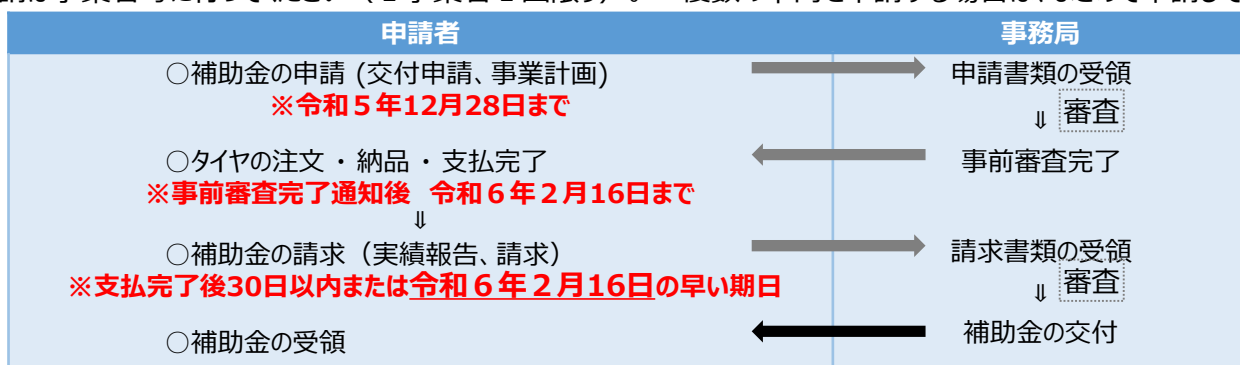 申請者 事務局
○補助金の申請 (交付申請、事業計画) 申請書類の受領
※令和5年12月28日まで
⇓ 審査
○タイヤの注文・納品・支払完了 事前審査完了
※事前審査完了通知後 令和6年2月16日まで
⇓
○補助金の請求（実績報告、請求） 請求書類の受領
※支払完了後30日以内または令和6年2月16日の早い期日
⇓ 審査
○補助金の受領 補助金の交付